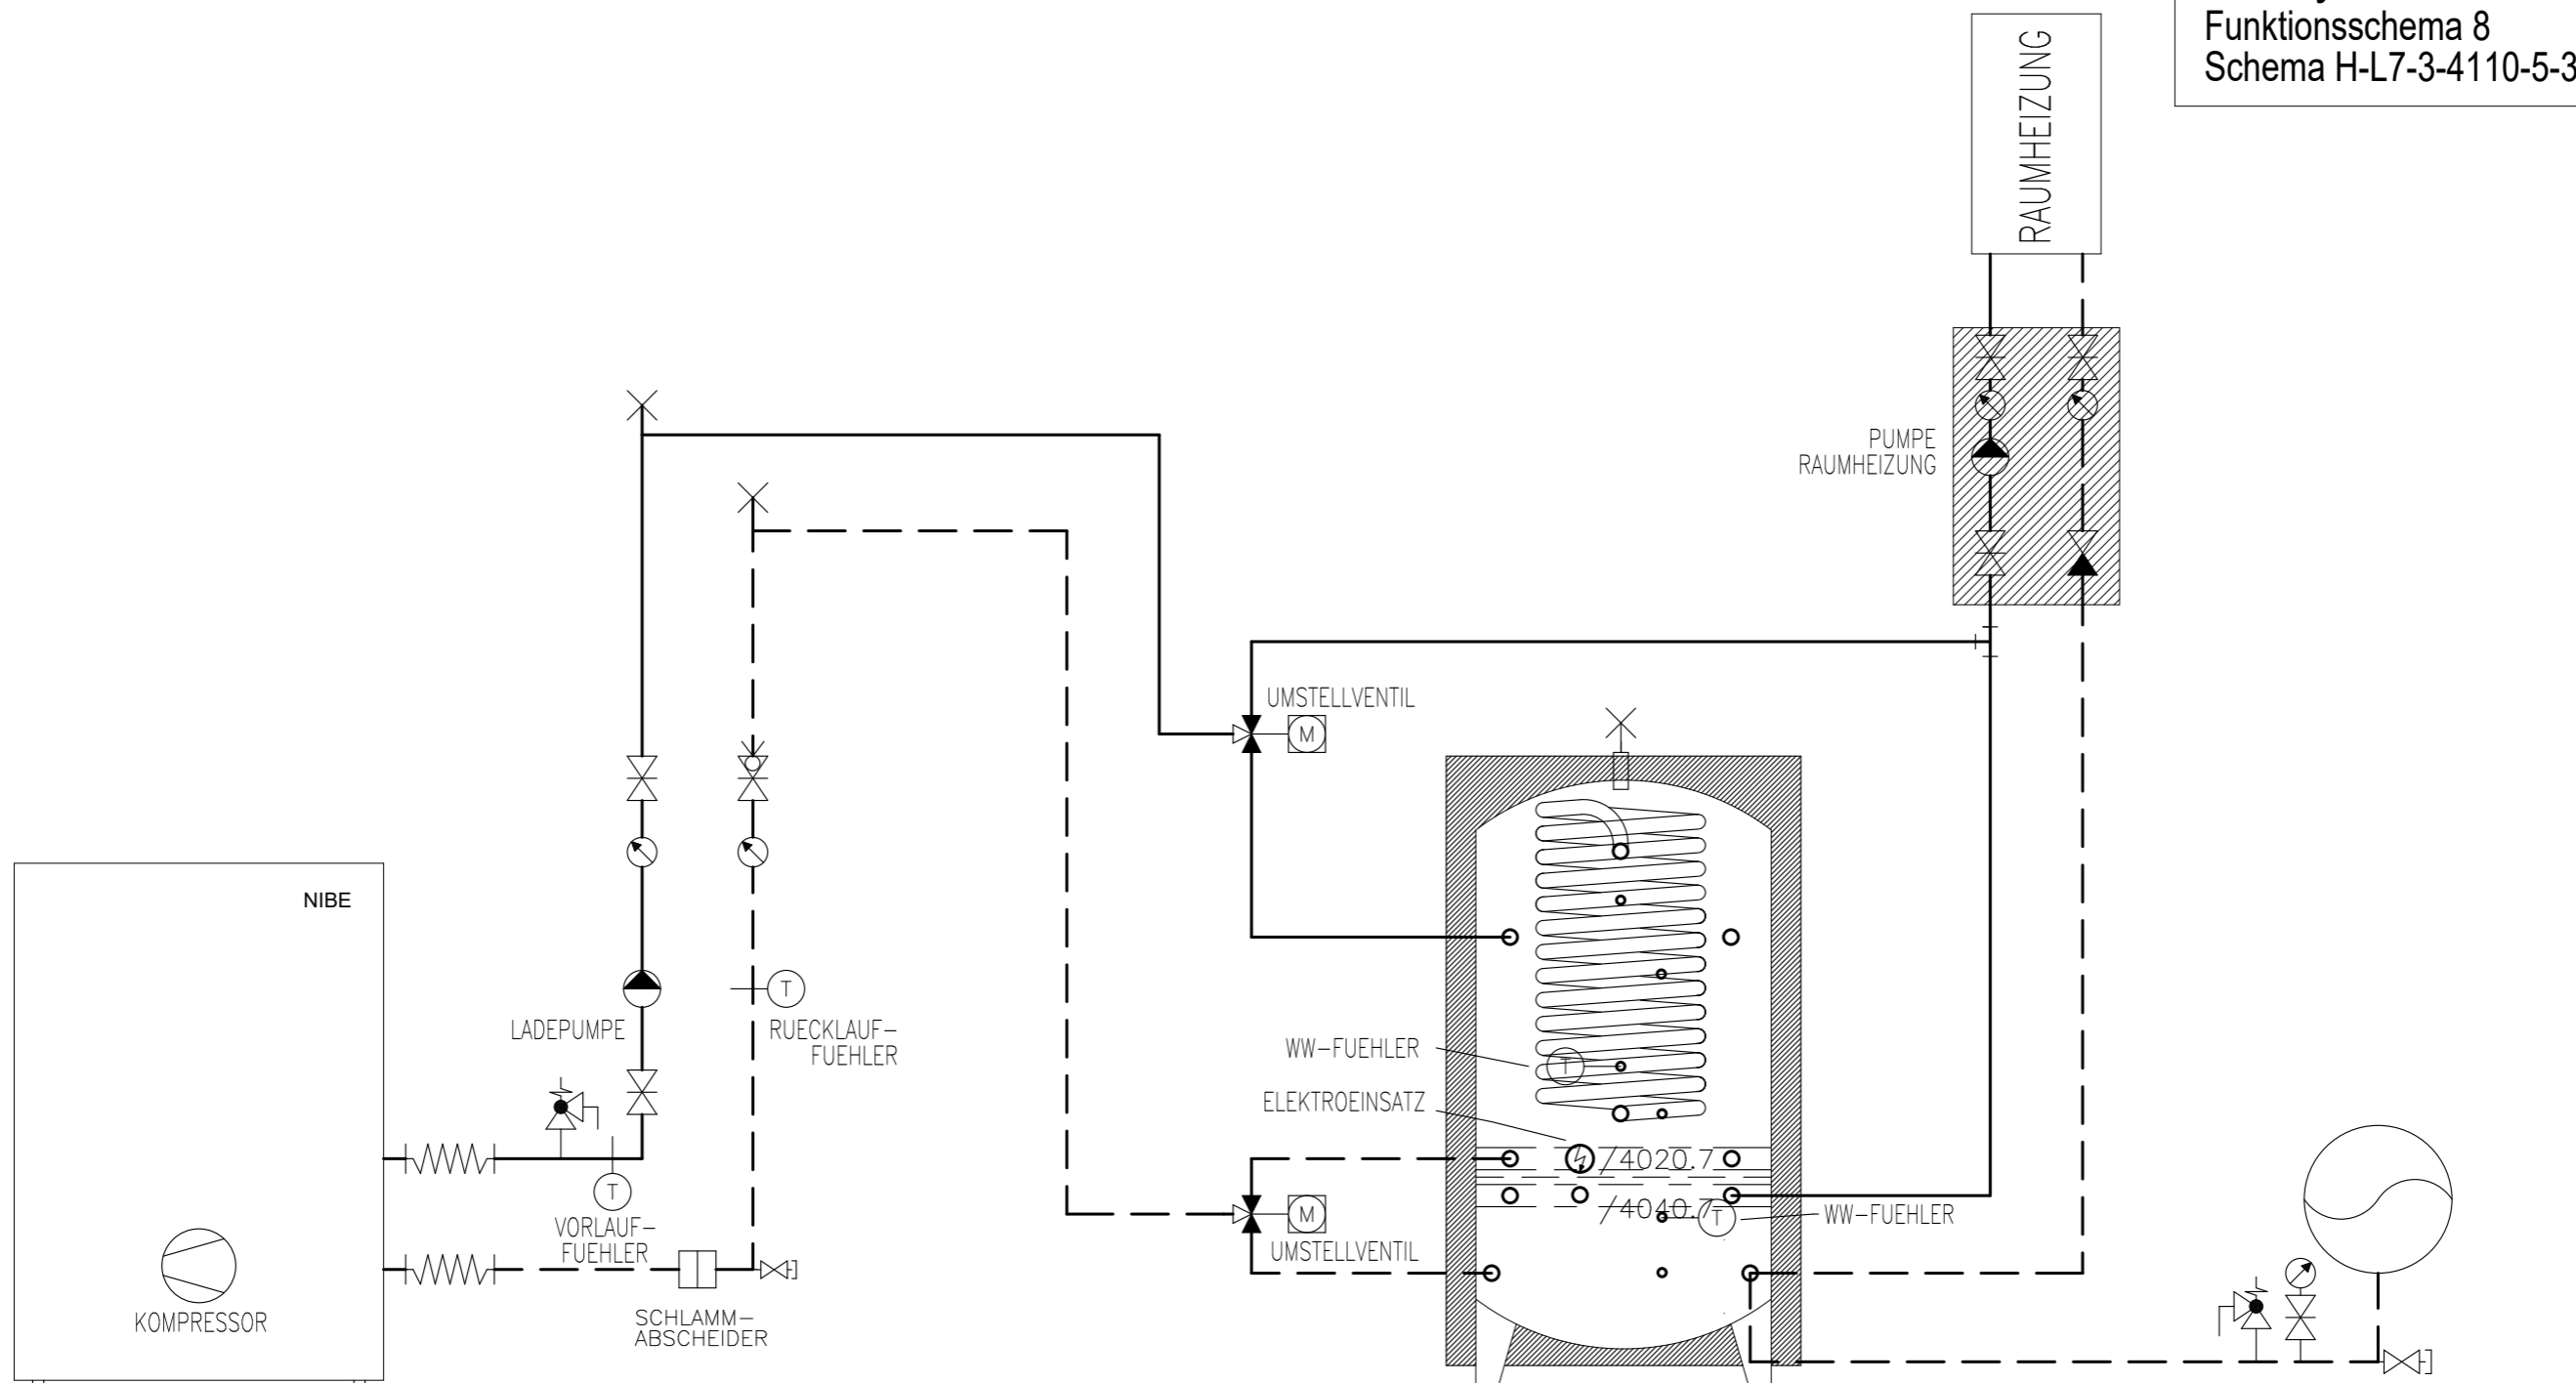 Funktionsschema 8
Schema H-L7-3-4110-5-3
RAUMHEIZUNG
PUMPE
RAUMHEIZUNG
UMSTELLVENTIL
M
NIBE
T
LADEPUMPE
RUECKLAUF-
FUEHLER
WW-FUEHLER
T
ELEKTROEINSATZ
/4020.7
T
VORLAUF-
FUEHLER
M
UMSTELLVENTIL
/4040.7
T
WW-FUEHLER
KOMPRESSOR
SCHLAMM-
ABSCHEIDER